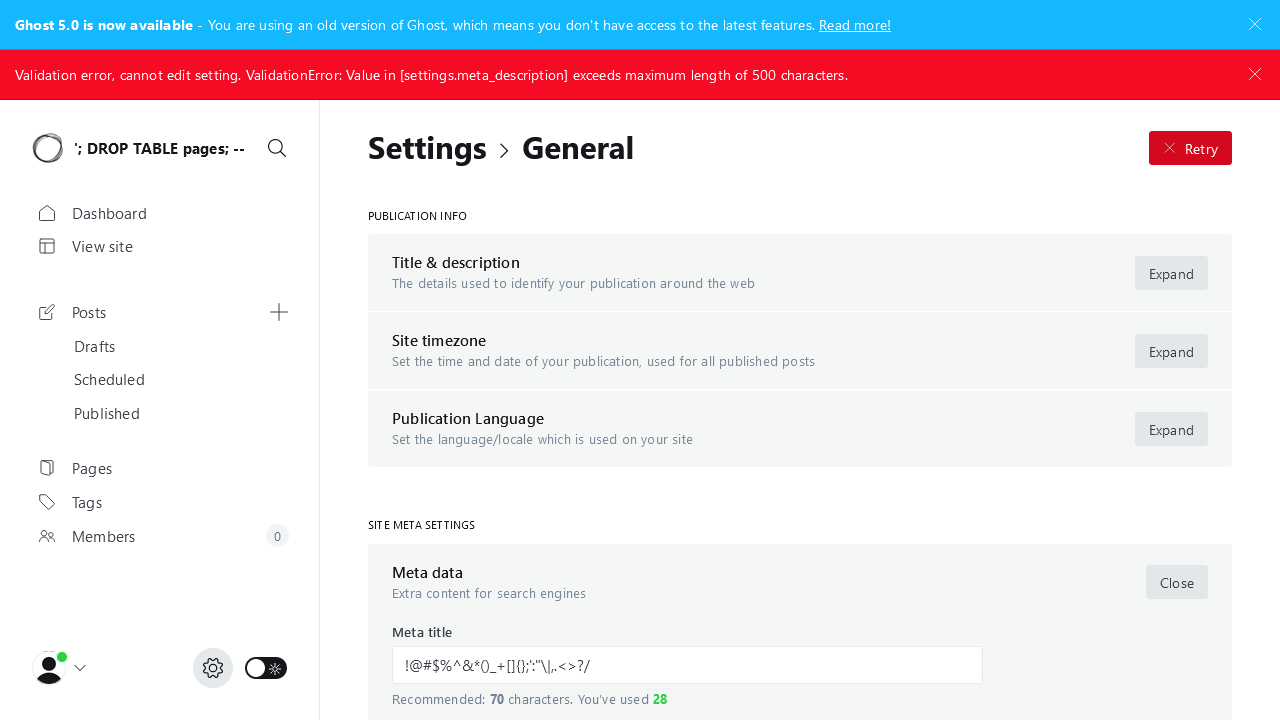 Ghost 5.0 is now available - You are using an old version of Ghost, which means you don't have access to the latest features. Read more!
Validation error, cannot edit setting. ValidationError: Value in [settings.meta_description] exceeds maximum length of 500 characters.
'; DROP TABLE pages; --
Dashboard
View site
Posts
Drafts
Scheduled
Published
Pages
Tags
Members
0
Settings > General
Retry
PUBLICATION INFO
Title & description
The details used to identify your publication around the web
Expand
Site timezone
Set the time and date of your publication, used for all published posts
Expand
Publication Language
Set the language/locale which is used on your site
Expand
SITE META SETTINGS
Meta data
Extra content for search engines
Close
Meta title
!@#$%^&*()_+[]{};':"\|,.<>?/
Recommended: 70 characters. You've used 28